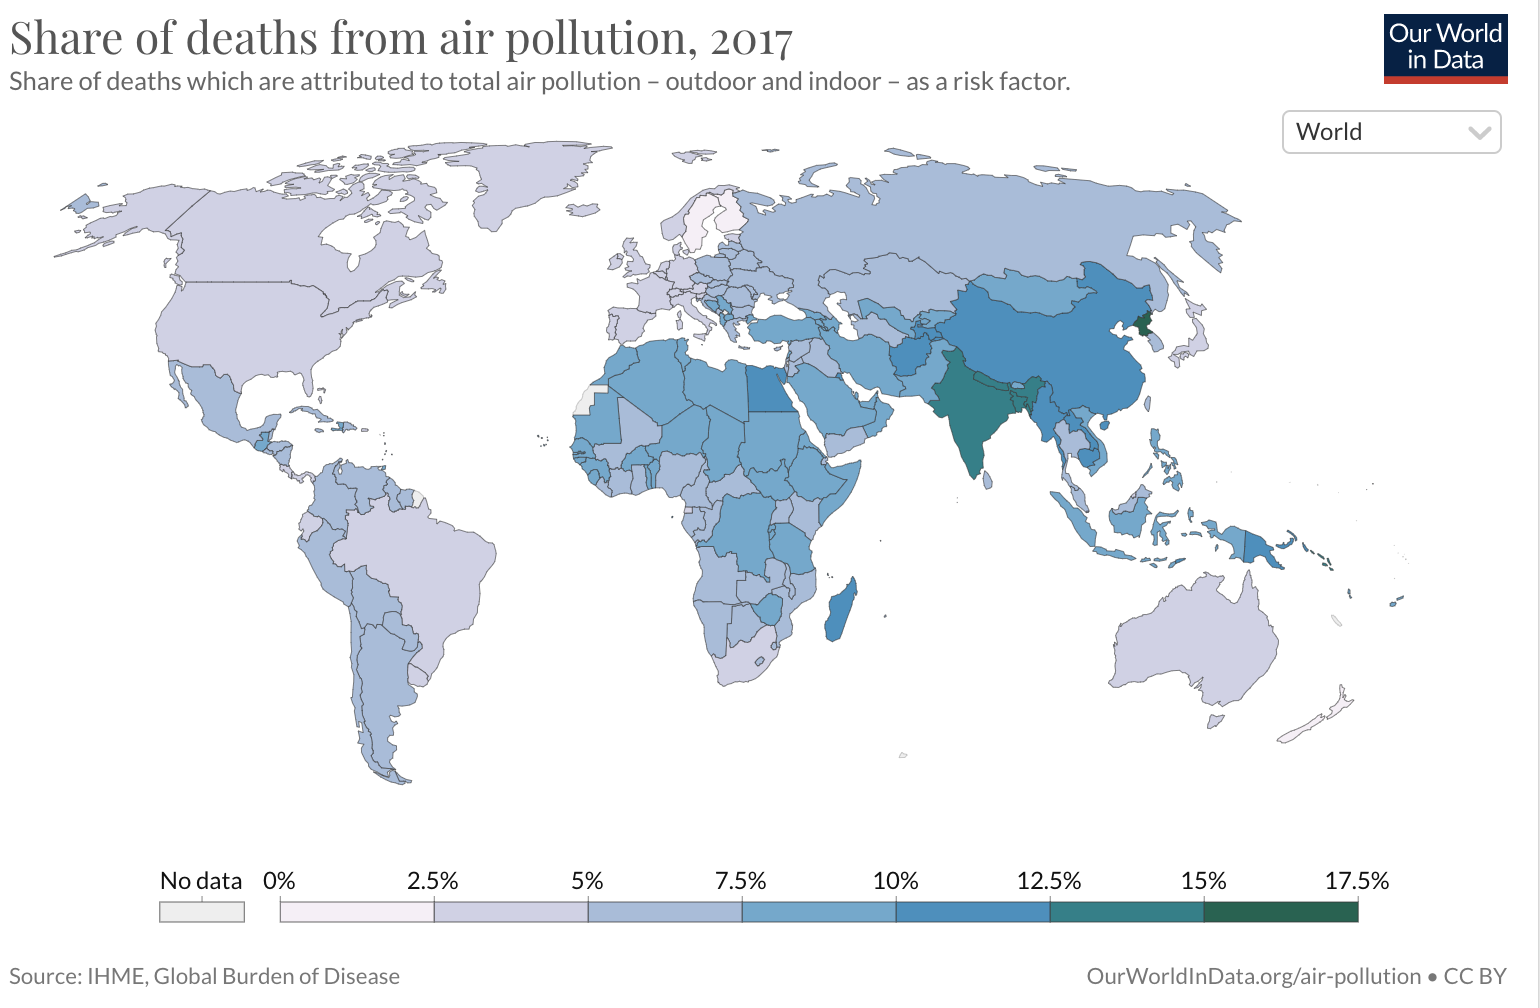 Share of deaths from air pollution, 2017
Share of deaths which are attributed to total air pollution – outdoor and indoor – as a risk factor.
Our World
in Data
World
No data 0% 2.5% 5% 7.5% 10% 12.5% 15% 17.5%
Source: IHME, Global Burden of Disease
OurWorldInData.org/air-pollution • CC BY